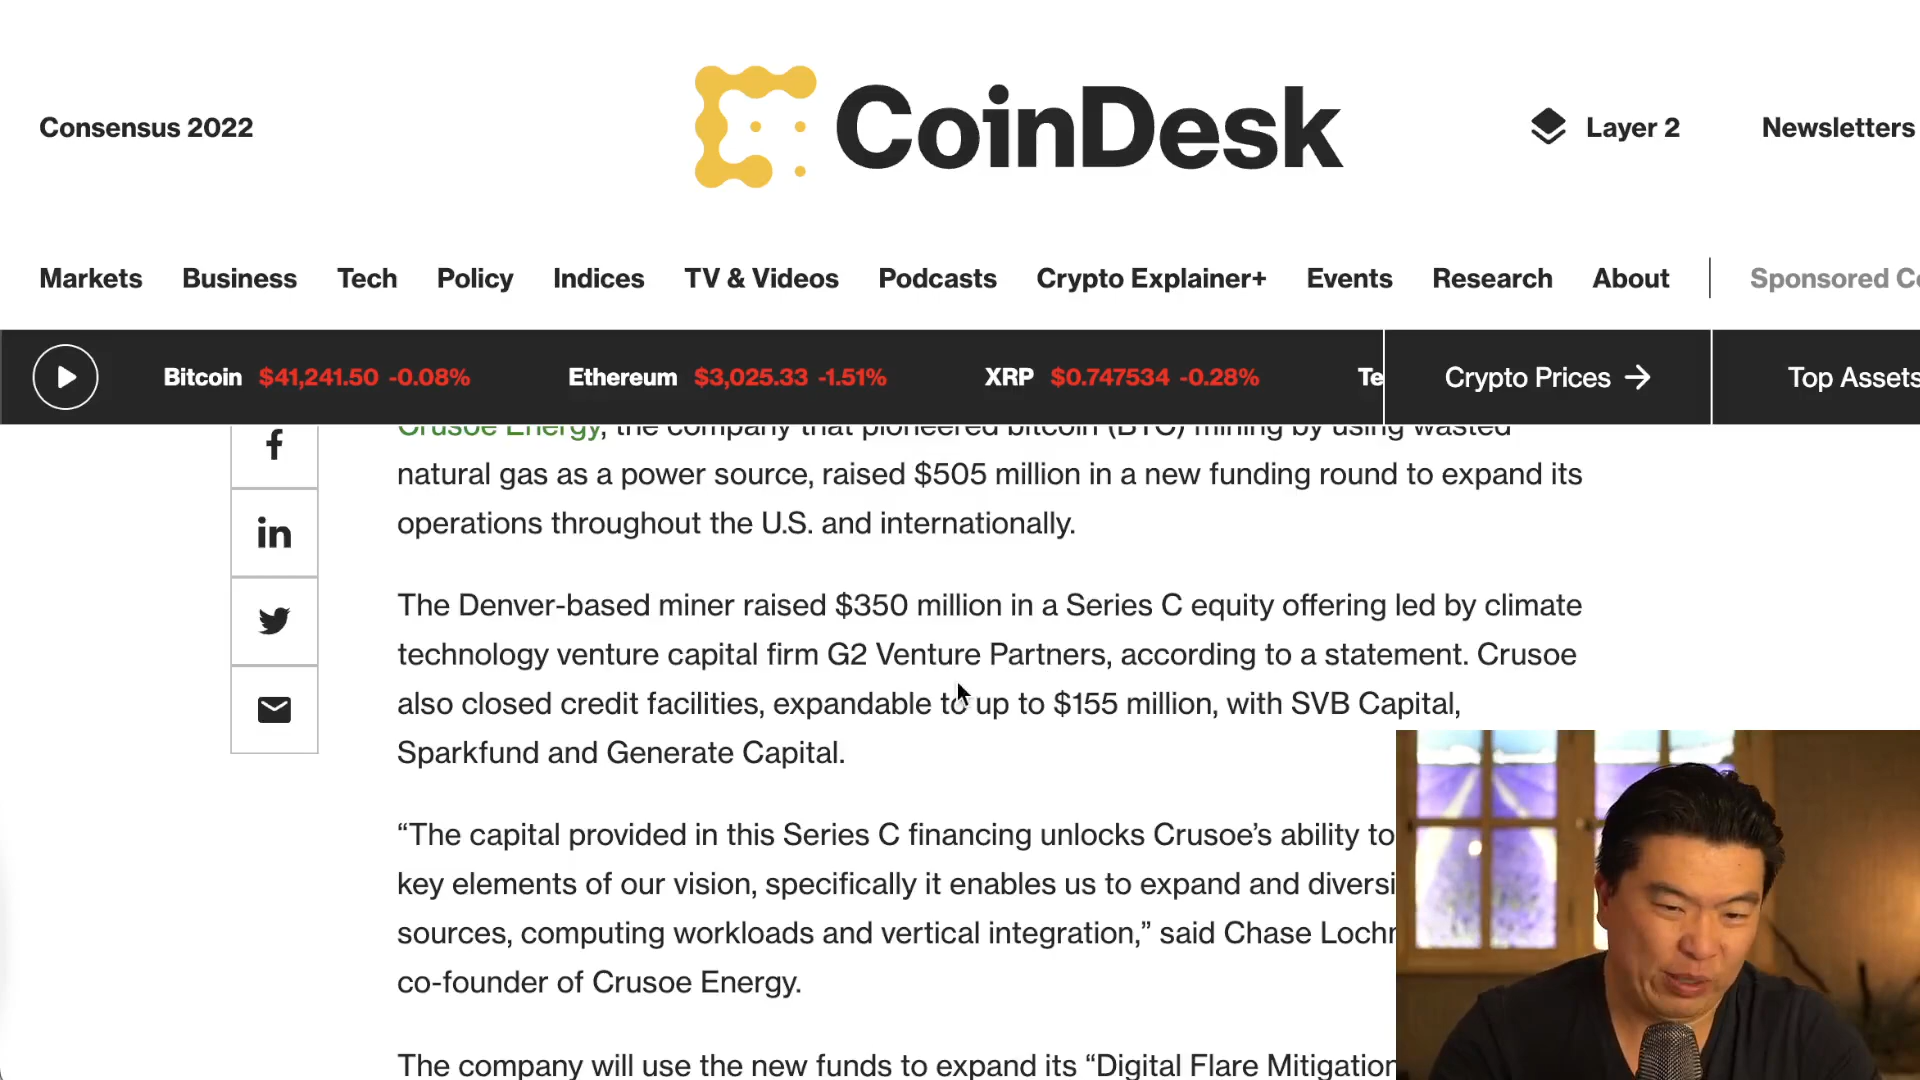 Consensus 2022
CoinDesk
Layer 2
Newsletters
Markets Business Tech Policy Indices TV & Videos Podcasts Crypto Explainer+ Events Research About Sponsored
Bitcoin $41,241.50 -0.08% Ethereum $3,025.33 -1.51% XRP $0.747534 -0.28% Te Crypto Prices → Top Assets
Crusoe Energy, the company that pioneered bitcoin (BTC) mining by using wasted
natural gas as a power source, raised $505 million in a new funding round to expand its
operations throughout the U.S. and internationally.
The Denver-based miner raised $350 million in a Series C equity offering led by climate
technology venture capital firm G2 Venture Partners, according to a statement. Crusoe
also closed credit facilities, expandable to up to $155 million, with SVB Capital,
Sparkfund and Generate Capital.
“The capital provided in this Series C financing unlocks Crusoe’s ability to
key elements of our vision, specifically it enables us to expand and diversi
sources, computing workloads and vertical integration,” said Chase Loch
co-founder of Crusoe Energy.
The company will use the new funds to expand its “Digital Flare Mitigation